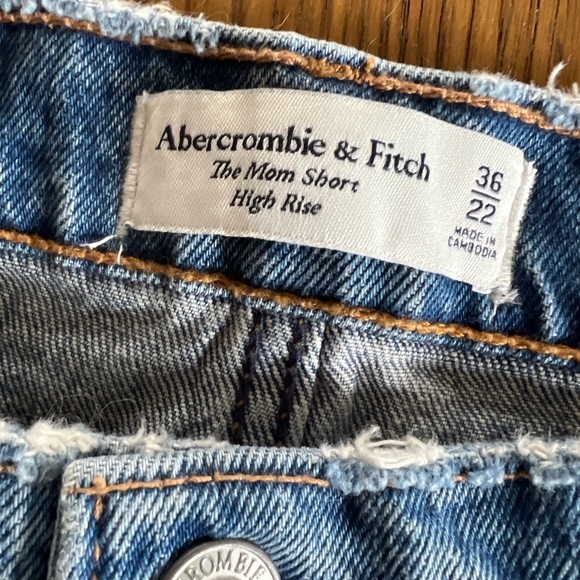 Abercrombie & Fitch
The Mom Short
High Rise
36
22
MADE IN
CAMBODIA